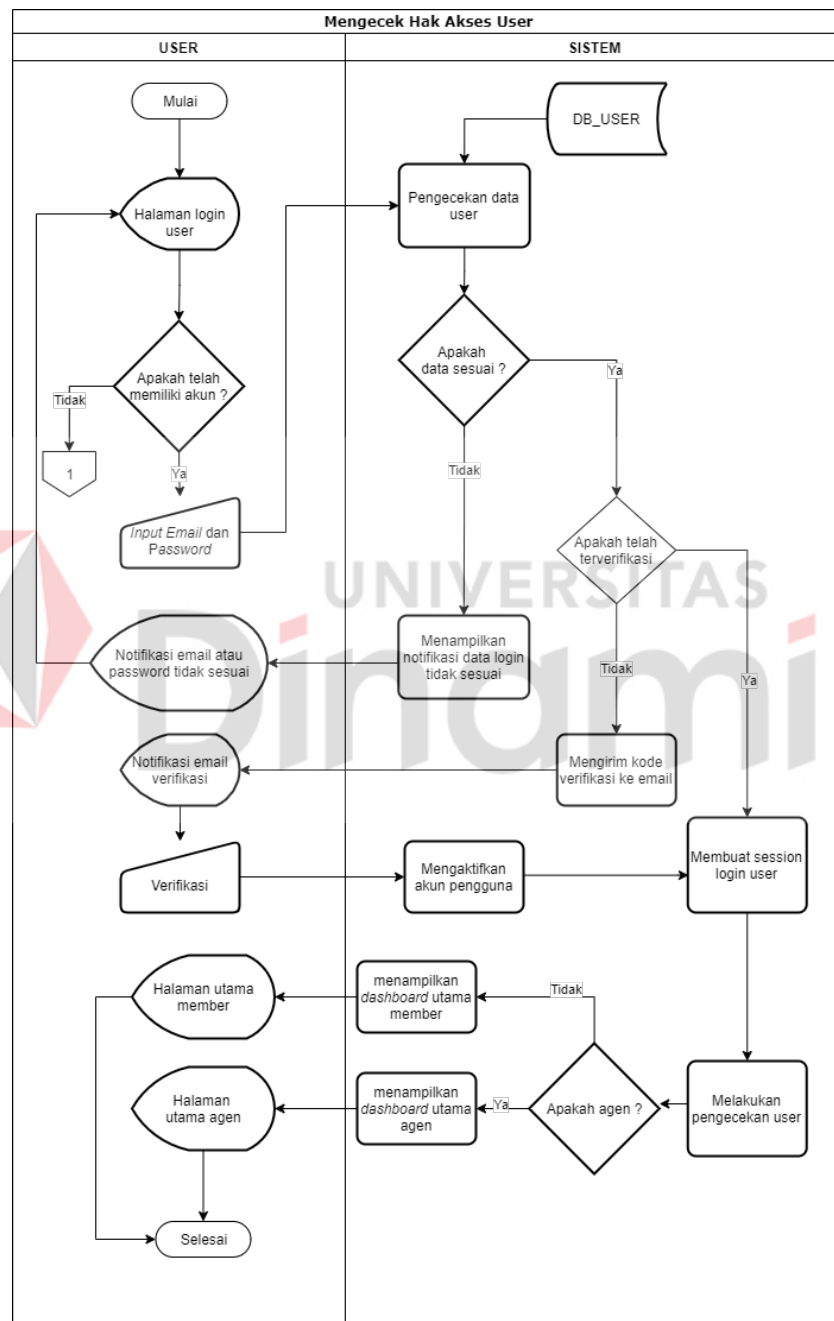 Mengecek Hak Akses User
USER
SISTEM
Mulai
DB_USER
Halaman login
user
Pengecekan data
user
Apakah telah
memiliki akun ?
Tidak
1
Ya
Input Email dan
Password
Apakah
data sesuai ?
Ya
Tidak
Apakah telah
terverifikasi
Tidak
Ya
UNIVERSITAS
Dinami
Menampilkan
notifikasi data login
tidak sesuai
Notifikasi email atau
password tidak sesuai
Mengirim kode
verifikasi ke email
Notifikasi email
verifikasi
Verifikasi
Mengaktifkan
akun pengguna
Membuat session
login user
Melakukan
pengecekan user
Apakah agen ?
Tidak
Ya
menampilkan
dashboard utama
member
Halaman utama
member
menampilkan
dashboard utama
agen
Halaman
utama agen
Selesai